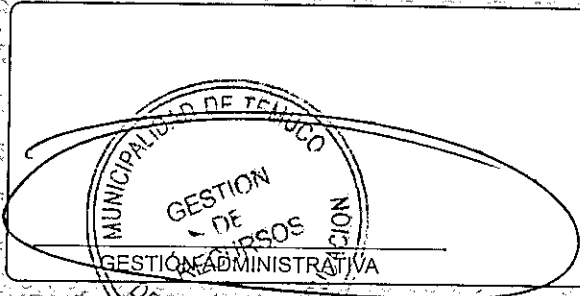 MUNICIPALIDAD DE TEMUCO
GESTION
DE
RECURSOS
GESTIÓN ADMINISTRATIVA